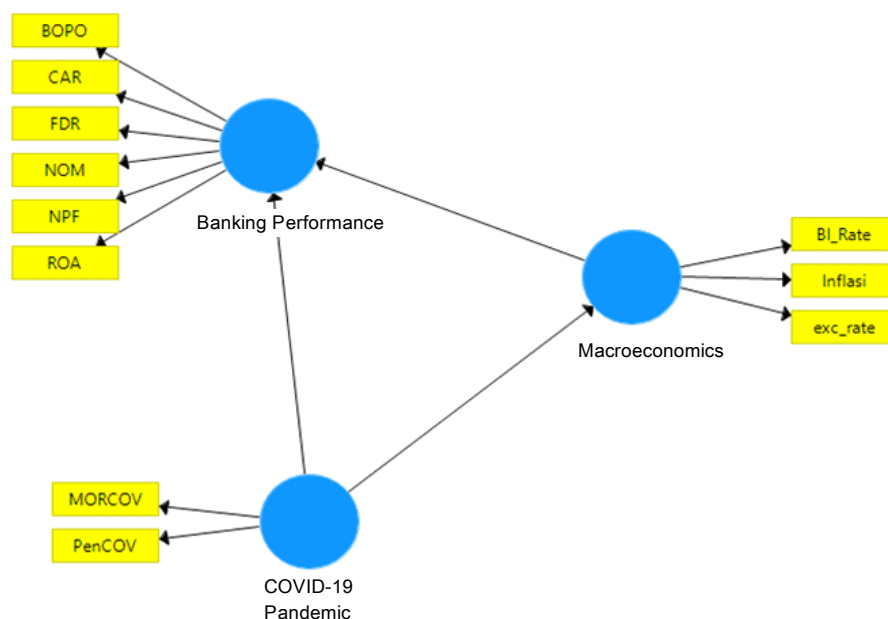 BOPO
CAR
FDR
NOM
NPF
ROA
Banking Performance
BI_Rate
Inflasi
exc_rate
Macroeconomics
MORCOV
PenCOV
COVID-19
Pandemic